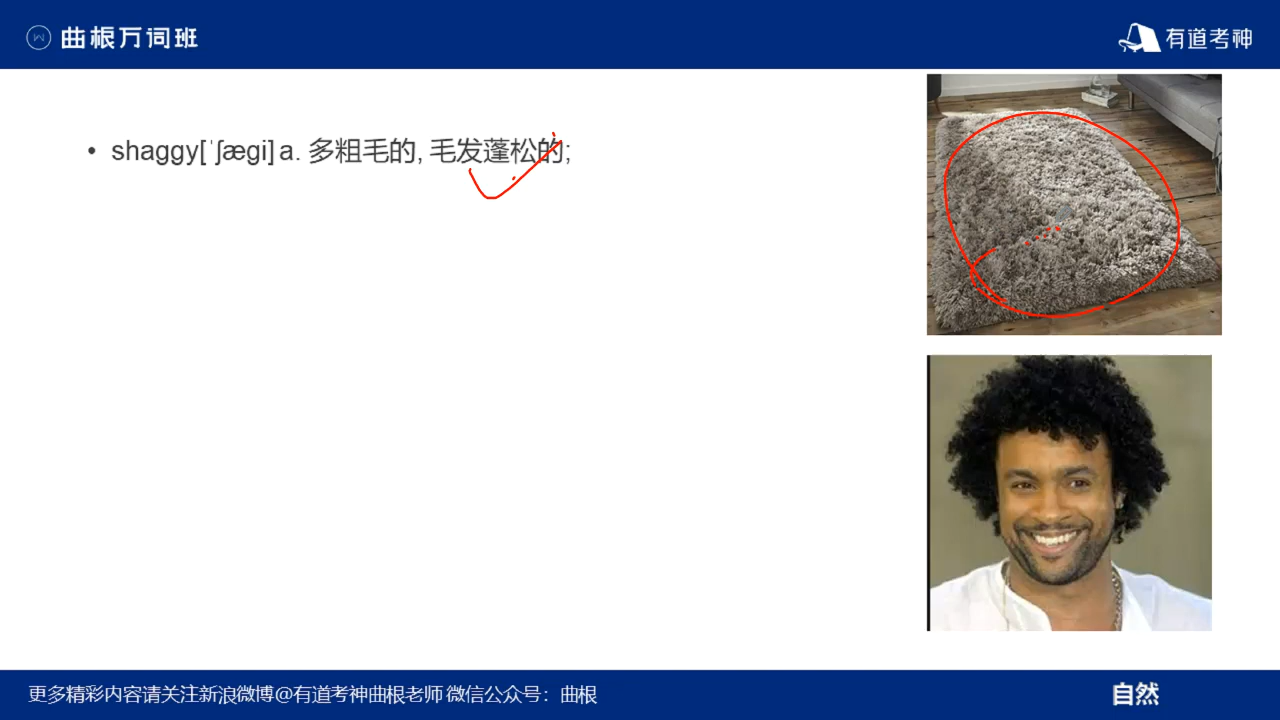 曲根万词班
有道考神
• shaggy[ˈʃægi] a. 多粗毛的, 毛发蓬松的;
更多精彩内容请关注新浪微博@有道考神曲根老师 微信公众号：曲根
自然